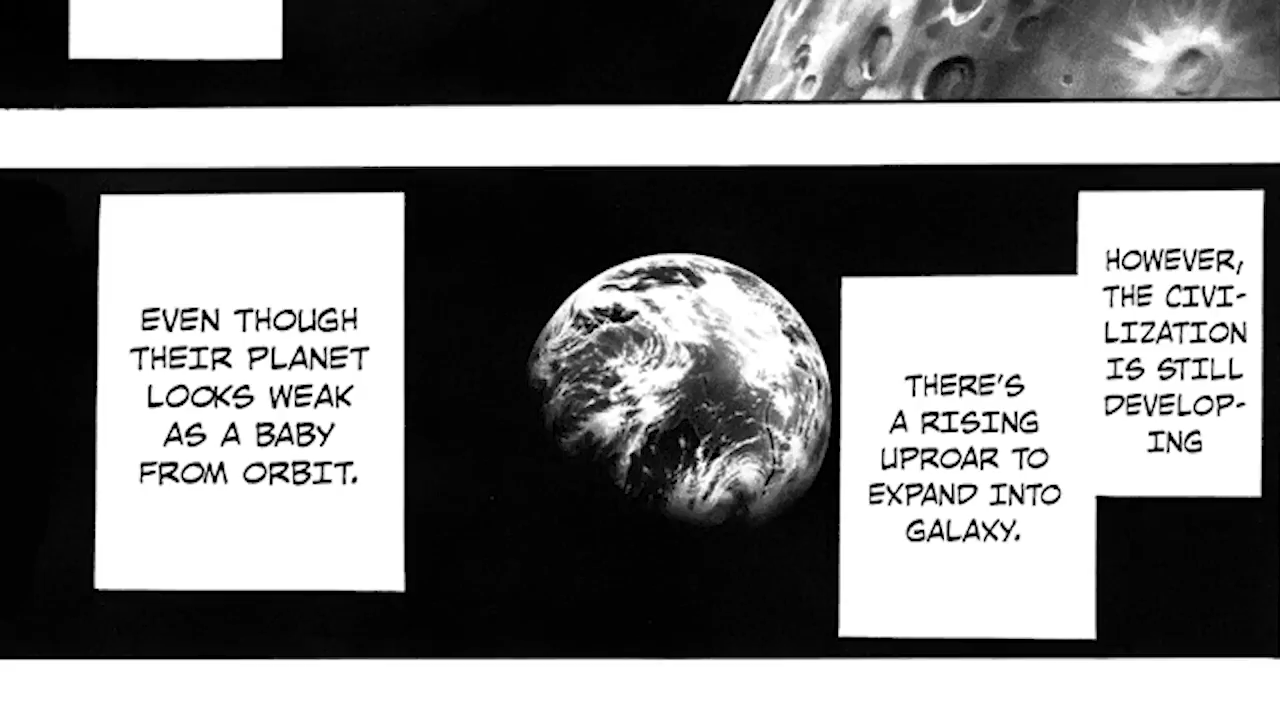 HOWEVER,
THE CIVI-
LIZATION
IS STILL
DEVELOP-
ING
THERE'S
A RISING
UPROAR TO
EXPAND INTO
GALAXY.
EVEN THOUGH
THEIR PLANET
LOOKS WEAK
AS A BABY
FROM ORBIT.